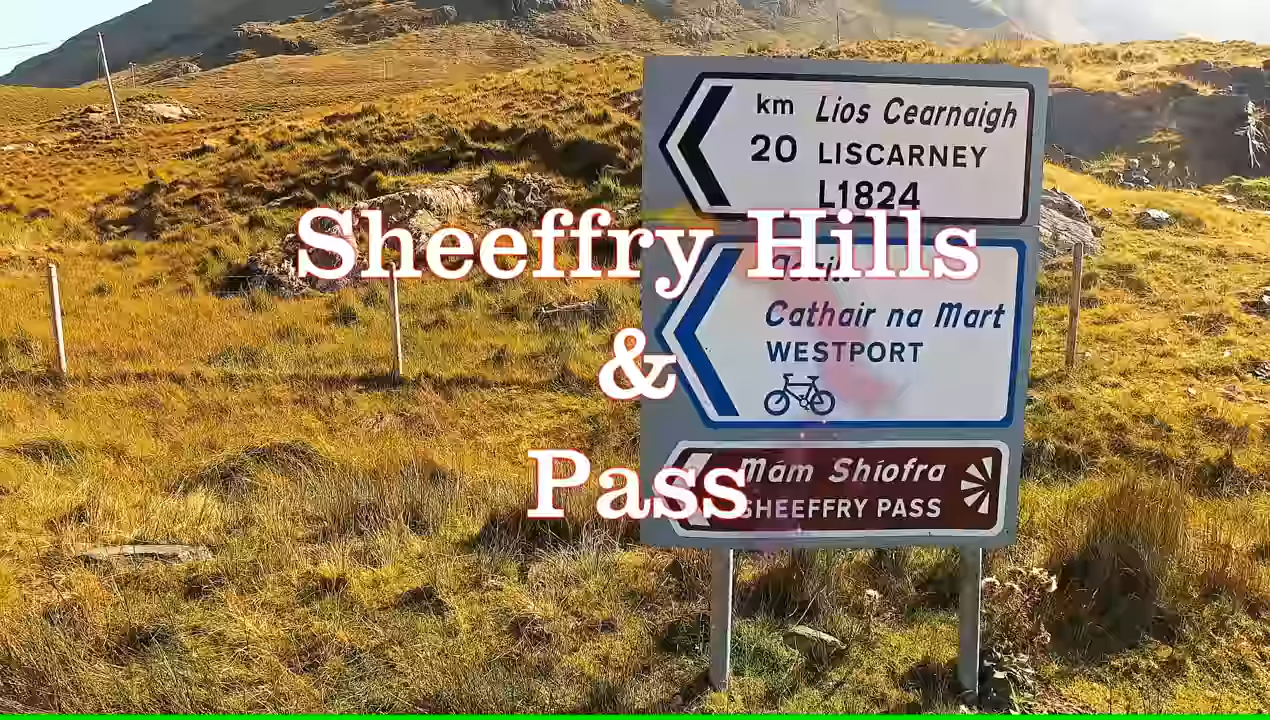 km Lios Cearnaigh
20 LISCARNEY
L1824
Sheeffry Hills
&
Pass
Cathair na Mart
WESTPORT
Mám Shíofra
SHEEFFRY PASS